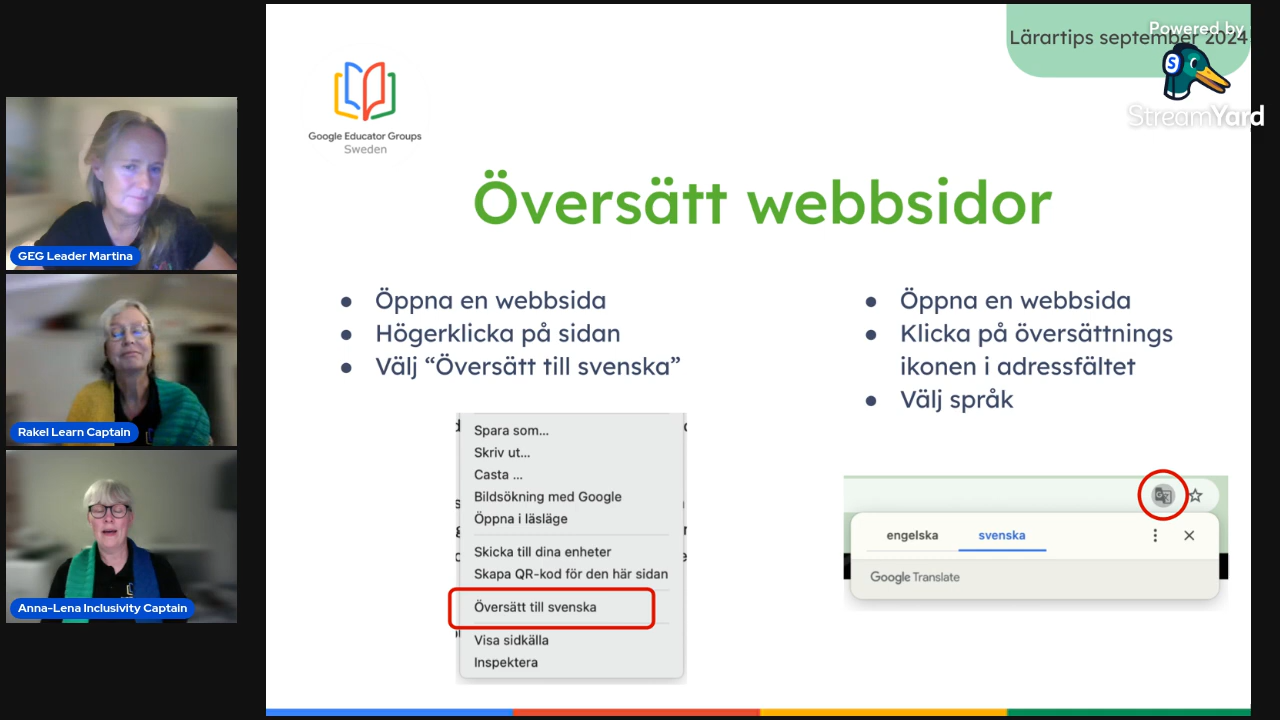 Lärartips september 2024
Powered by
StreamYard
Google Educator Groups
Sweden
Översätt webbsidor
Öppna en webbsida
Högerklicka på sidan
Välj “Översätt till svenska”
Öppna en webbsida
Klicka på översättnings
ikonen i adressfältet
Välj språk
Spara som...
Skriv ut...
Casta ...
Bildsökning med Google
Öppna i läsläge
Skicka till dina enheter
Skapa QR-kod för den här sidan
Översätt till svenska
Visa sidkälla
Inspektera
engelska svenska
Google Translate
GEG Leader Martina
Rakel Learn Captain
Anna-Lena Inclusivity Captain